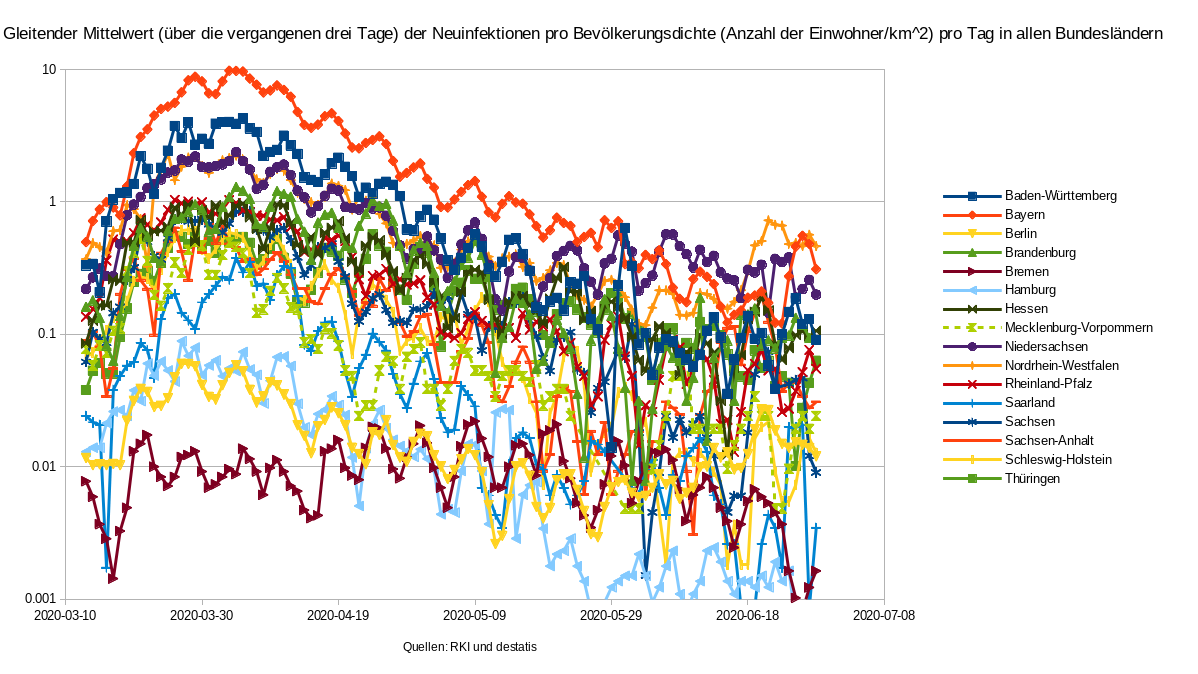 Gleitender Mittelwert (über die vergangenen drei Tage) der Neuinfektionen pro Bevölkerungsdichte (Anzahl der Einwohner/km^2) pro Tag in allen Bundesländern
10
1
0.1
0.01
0.001
2020-03-10
2020-03-30
2020-04-19
2020-05-09
2020-05-29
2020-06-18
2020-07-08
Quellen: RKI und destatis
Baden-Württemberg
Bayern
Berlin
Brandenburg
Bremen
Hamburg
Hessen
Mecklenburg-Vorpommern
Niedersachsen
Nordrhein-Westfalen
Rheinland-Pfalz
Saarland
Sachsen
Sachsen-Anhalt
Schleswig-Holstein
Thüringen